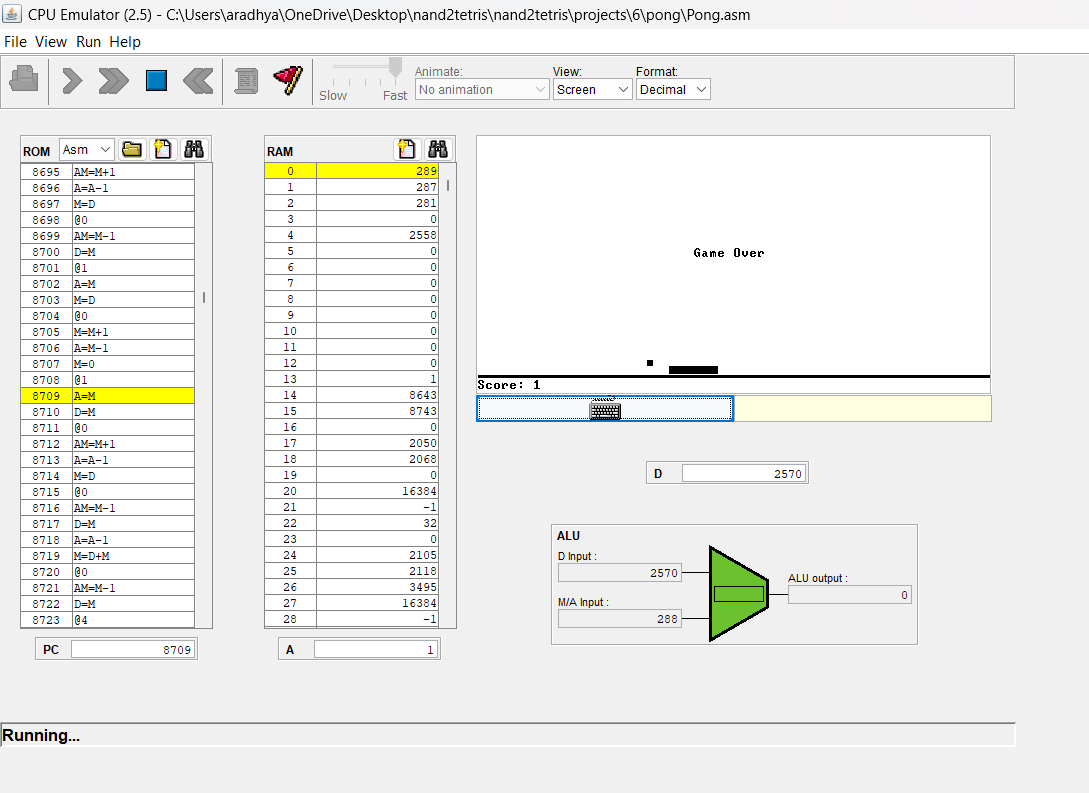 CPU Emulator (2.5) - C:\Users\aradhya\OneDrive\Desktop\nand2tetris\nand2tetris\projects\6\pong\Pong.asm
File View Run Help
Slow Fast
Animate:
No animation
View:
Screen
Format:
Decimal
ROM Asm
8695 AM=M+1
8696 A=A-1
8697 M=D
8698 @0
8699 AM=M-1
8700 D=M
8701 @1
8702 A=M
8703 M=D
8704 @0
8705 M=M+1
8706 A=M-1
8707 M=0
8708 @1
8709 A=M
8710 D=M
8711 @0
8712 AM=M+1
8713 A=A-1
8714 M=D
8715 @0
8716 AM=M-1
8717 D=M
8718 A=A-1
8719 M=D+M
8720 @0
8721 AM=M-1
8722 D=M
8723 @4
PC 8709
RAM
0 289
1 287
2 281
3 0
4 2558
5 0
6 0
7 0
8 0
9 0
10 0
11 0
12 0
13 1
14 8643
15 8743
16 0
17 2050
18 2068
19 0
20 16384
21 -1
22 32
23 0
24 2105
25 2118
26 3495
27 16384
28 -1
A 1
Game Over
Score: 1
D 2570
ALU
D Input :
2570
M/A Input :
288
ALU output :
0
Running...